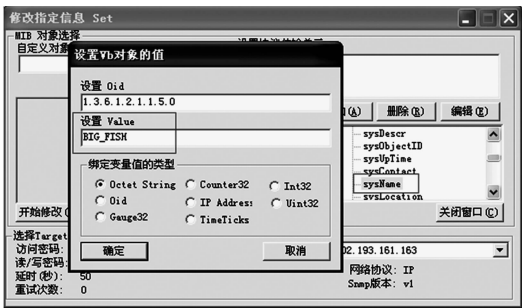 修改指定信息 Set
MIB 对象选择
自定义对象
设置Vb对象的值
设置 Oid
1.3.6.1.2.1.1.5.0
设置 Value
BIG_FISH
绑定变量值的类型
Octet String
Counter32
Int32
Oid
IP Address
Uint32
Gauge32
TimeTicks
确定
取消
(A)
删除(R)
编辑(E)
sysDescr
sysObjectID
sysUpTime
sysContact
sysName
sysLocation
开始修改(
关闭窗口(C)
选择Target
访问密码:
读/写密码:
延时(秒): 50
重试次数: 0
02.193.161.163
网络协议: IP
Snmp版本: v1